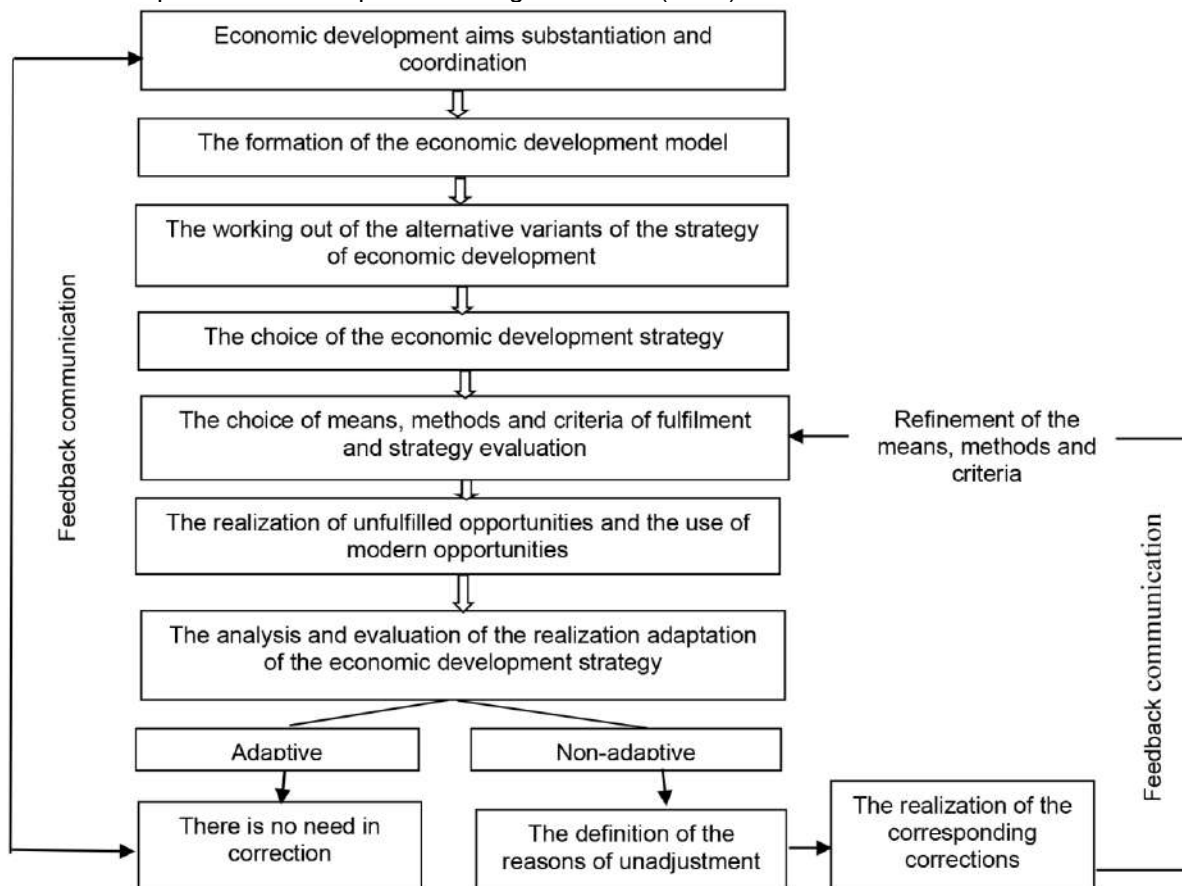 Economic development aims substantiation and
coordination
The formation of the economic development model
The working out of the alternative variants of the strategy
of economic development
The choice of the economic development strategy
The choice of means, methods and criteria of fulfilment
and strategy evaluation
Refinement of the
means, methods and
criteria
The realization of unfulfilled opportunities and the use of
modern opportunities
The analysis and evaluation of the realization adaptation
of the economic development strategy
Adaptive
Non-adaptive
There is no need in
correction
The definition of the
reasons of unadjustment
The realization of the
corresponding
corrections
Feedback communication
Feedback communication